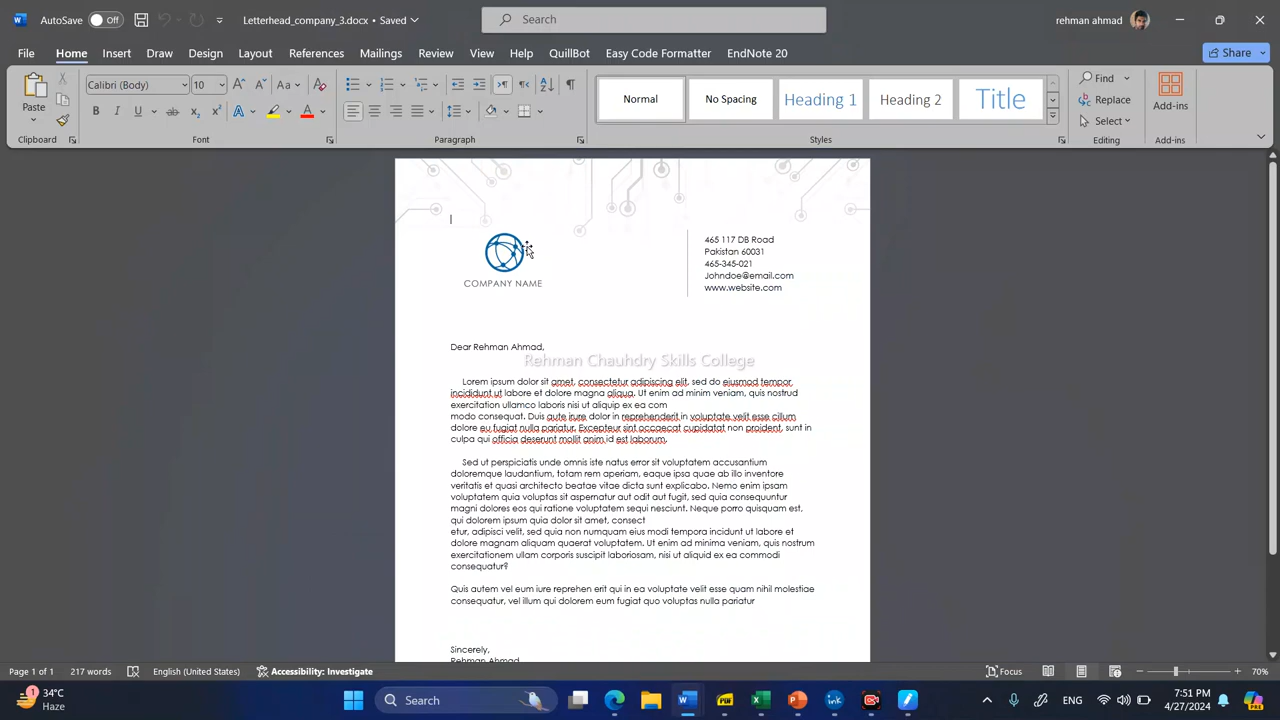 AutoSave Off Letterhead_company_3.docx • Saved Search rehman ahmad
File Home Insert Draw Design Layout References Mailings Review View Help QuillBot Easy Code Formatter EndNote 20 Share
Paste Calibri (Body) 10 Normal No Spacing Heading 1 Heading 2 Title Find Replace Select Add-ins
Clipboard Font Paragraph Styles Editing Add-ins
COMPANY NAME
465 117 DB Road
Pakistan 60031
465-345-021
Johndoe@email.com
www.website.com
Dear Rehman Ahmad,
Rehman Chauhdry Skills College
Lorem ipsum dolor sit amet, consectetur adipiscing elit, sed do eiusmod tempor,
incididunt ut labore et dolore magna aliqua. Ut enim ad minim veniam, quis nostrud
exercitation ullamco laboris nisi ut aliquip ex ea com
modo consequat. Duis aute irure dolor in reprehenderit in voluptate velit esse cillum
dolore eu fugiat nulla pariatur. Excepteur sint occaecat cupidatat non proident, sunt in
culpa qui officia deserunt mollit anim id est laborum.
Sed ut perspiciatis unde omnis iste natus error sit voluptatem accusantium
doloremque laudantium, totam rem aperiam, eaque ipsa quae ab illo inventore
veritatis et quasi architecto beatae vitae dicta sunt explicabo. Nemo enim ipsam
voluptatem quia voluptas sit aspernatur aut odit aut fugit, sed quia consequuntur
magni dolores eos qui ratione voluptatem sequi nesciunt. Neque porro quisquam est,
qui dolorem ipsum quia dolor sit amet, consect
etur, adipisci velit, sed quia non numquam eius modi tempora incidunt ut labore et
dolore magnam aliquam quaerat voluptatem. Ut enim ad minima veniam, quis nostrum
exercitationem ullam corporis suscipit laboriosam, nisi ut aliquid ex ea commodi
consequatur?
Quis autem vel eum iure reprehen erit qui in ea voluptate velit esse quam nihil molestiae
consequatur, vel illum qui dolorem eum fugiat quo voluptas nulla pariatur
Sincerely,
Rehman Ahmad
Page 1 of 1 217 words English (United States) Accessibility: Investigate Focus 70%
34°C
Haze
Search
ENG
7:51 PM
4/27/2024